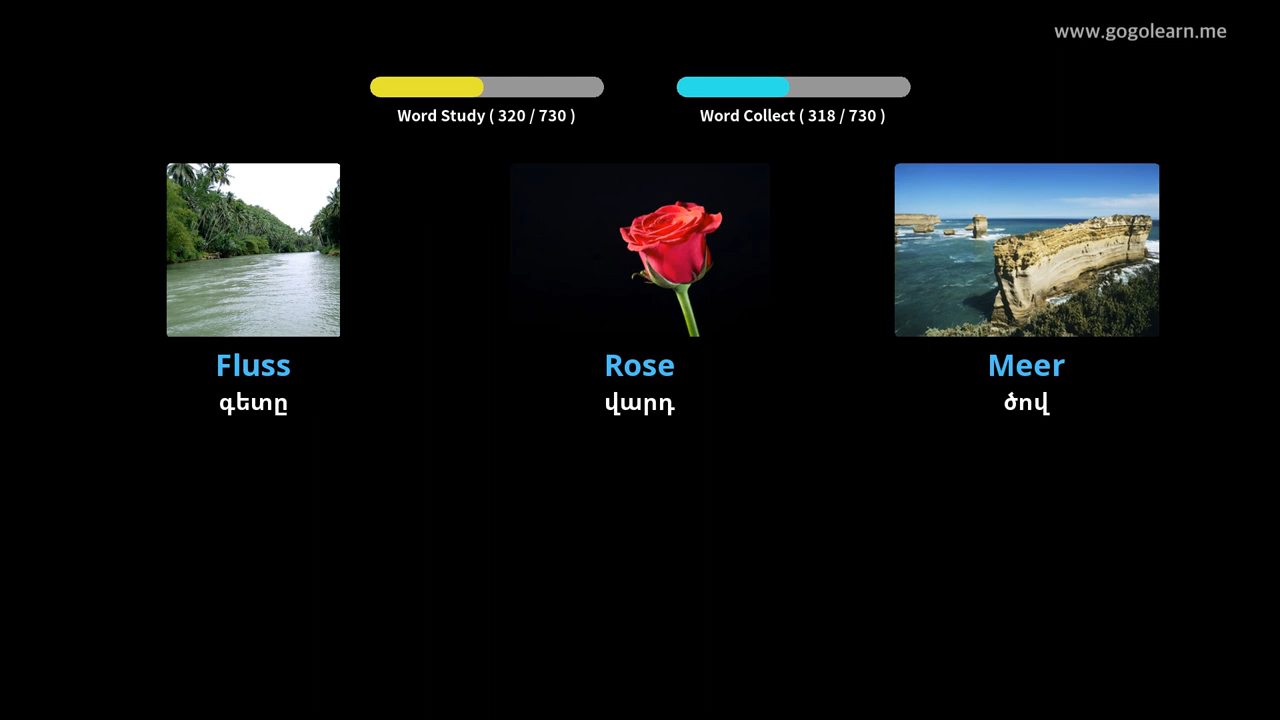 www.gogolearn.me
Word Study ( 320 / 730 )
Word Collect ( 318 / 730 )
Fluss
Rose
Meer
գետը
վարդ
ծով